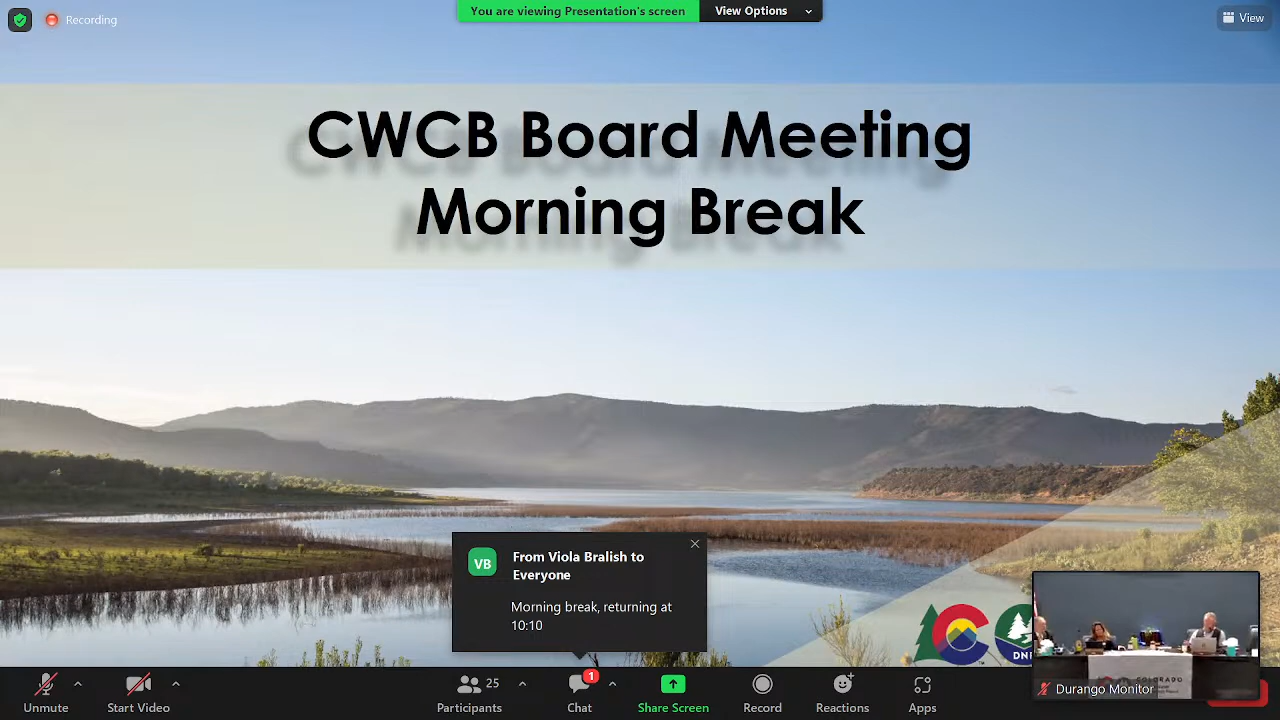 You are viewing Presentation's screen
View Options
Recording
View
CWCB Board Meeting
Morning Break
VB
From Viola Bralish to
Everyone
Morning break, returning at
10:10
DN
COLORADO
Durango Monitor
Unmute
Start Video
25
Participants
1
Chat
Share Screen
Record
Reactions
Apps